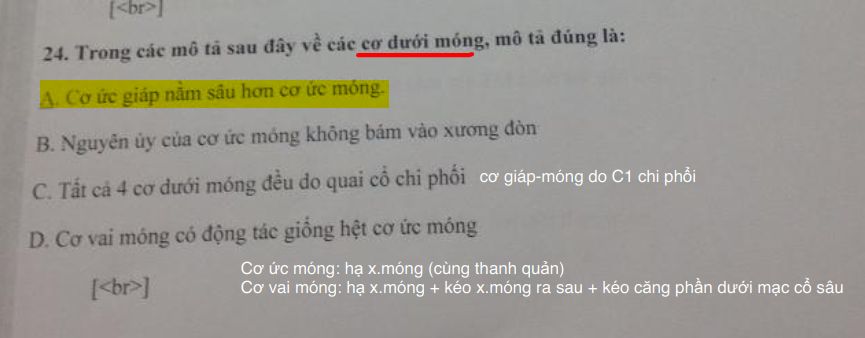 [<br>]
24. Trong các mô tả sau đây về các cơ dưới móng, mô tả đúng là:
A. Cơ ức giáp nằm sâu hơn cơ ức móng.
B. Nguyên ủy của cơ ức móng không bám vào xương đòn
C. Tất cả 4 cơ dưới móng đều do quai cổ chi phối cơ giáp-móng do C1 chi phổi
D. Cơ vai móng có động tác giống hệt cơ ức móng
Cơ ức móng: hạ x.móng (cùng thanh quản)
[<br>]
Cơ vai móng: hạ x.móng + kéo x.móng ra sau + kéo căng phần dưới mạc cổ sâu